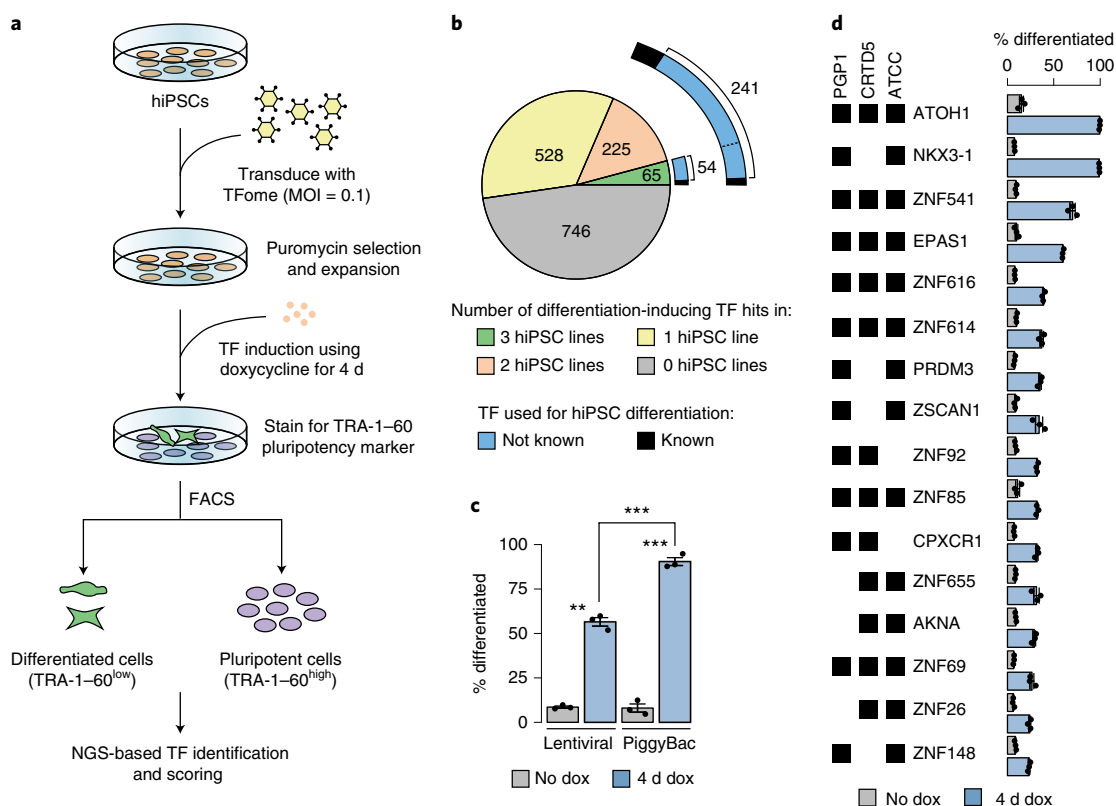 a
hiPSCs
Transduce with
TFome (MOI = 0.1)
Puromycin selection
and expansion
TF induction using
doxycycline for 4 d
Stain for TRA-1–60
pluripotency marker
FACS
Differentiated cells
(TRA-1–60low)
Pluripotent cells
(TRA-1–60high)
NGS-based TF identification
and scoring
b
241
528
225
65
54
746
Number of differentiation-inducing TF hits in:
3 hiPSC lines
1 hiPSC line
2 hiPSC lines
0 hiPSC lines
TF used for hiPSC differentiation:
Not known
Known
c
***
***
**
% differentiated
100
75
50
25
0
Lentiviral
PiggyBac
No dox
4 d dox
d
% differentiated
0
50
100
PGP1
CRTD5
ATCC
ATOH1
NKX3-1
ZNF541
EPAS1
ZNF616
ZNF614
PRDM3
ZSCAN1
ZNF92
ZNF85
CPXCR1
ZNF655
AKNA
ZNF69
ZNF26
ZNF148
No dox
4 d dox